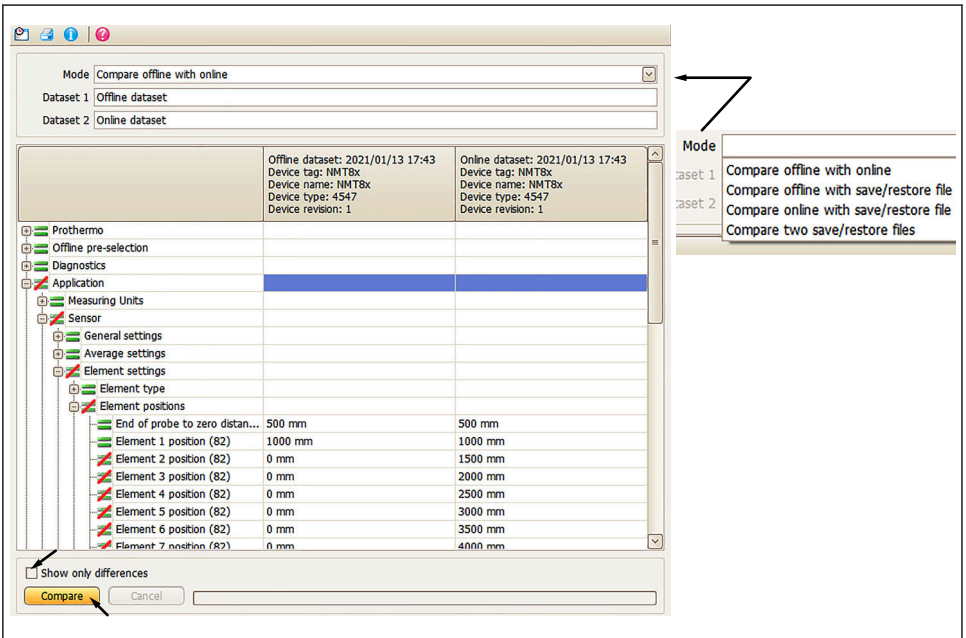 Mode Compare offline with online
Dataset 1 Offline dataset
Dataset 2 Online dataset
Offline dataset: 2021/01/13 17:43 Online dataset: 2021/01/13 17:43
Device tag: NMT8x Device tag: NMT8x
Device name: NMT8x Device name: NMT8x
Device type: 4547 Device type: 4547
Device revision: 1 Device revision: 1
Prothermo
Offline pre-selection
Diagnostics
Application
Measuring Units
Sensor
General settings
Average settings
Element settings
Element type
Element positions
End of probe to zero distan... 500 mm 500 mm
Element 1 position (82) 1000 mm 1000 mm
Element 2 position (82) 0 mm 1500 mm
Element 3 position (82) 0 mm 2000 mm
Element 4 position (82) 0 mm 2500 mm
Element 5 position (82) 0 mm 3000 mm
Element 6 position (82) 0 mm 3500 mm
Element 7 position (82) 0 mm 4000 mm
Show only differences
Compare Cancel
Mode
taset 1 Compare offline with online
Compare offline with save/restore file
taset 2 Compare online with save/restore file
Compare two save/restore files